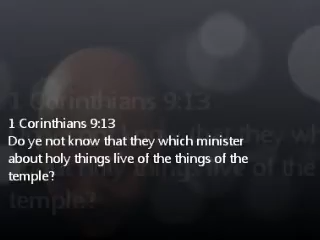 1 Corinthians 9:13
Do ye not know that they which minister
about holy things live of the things of the
temple?